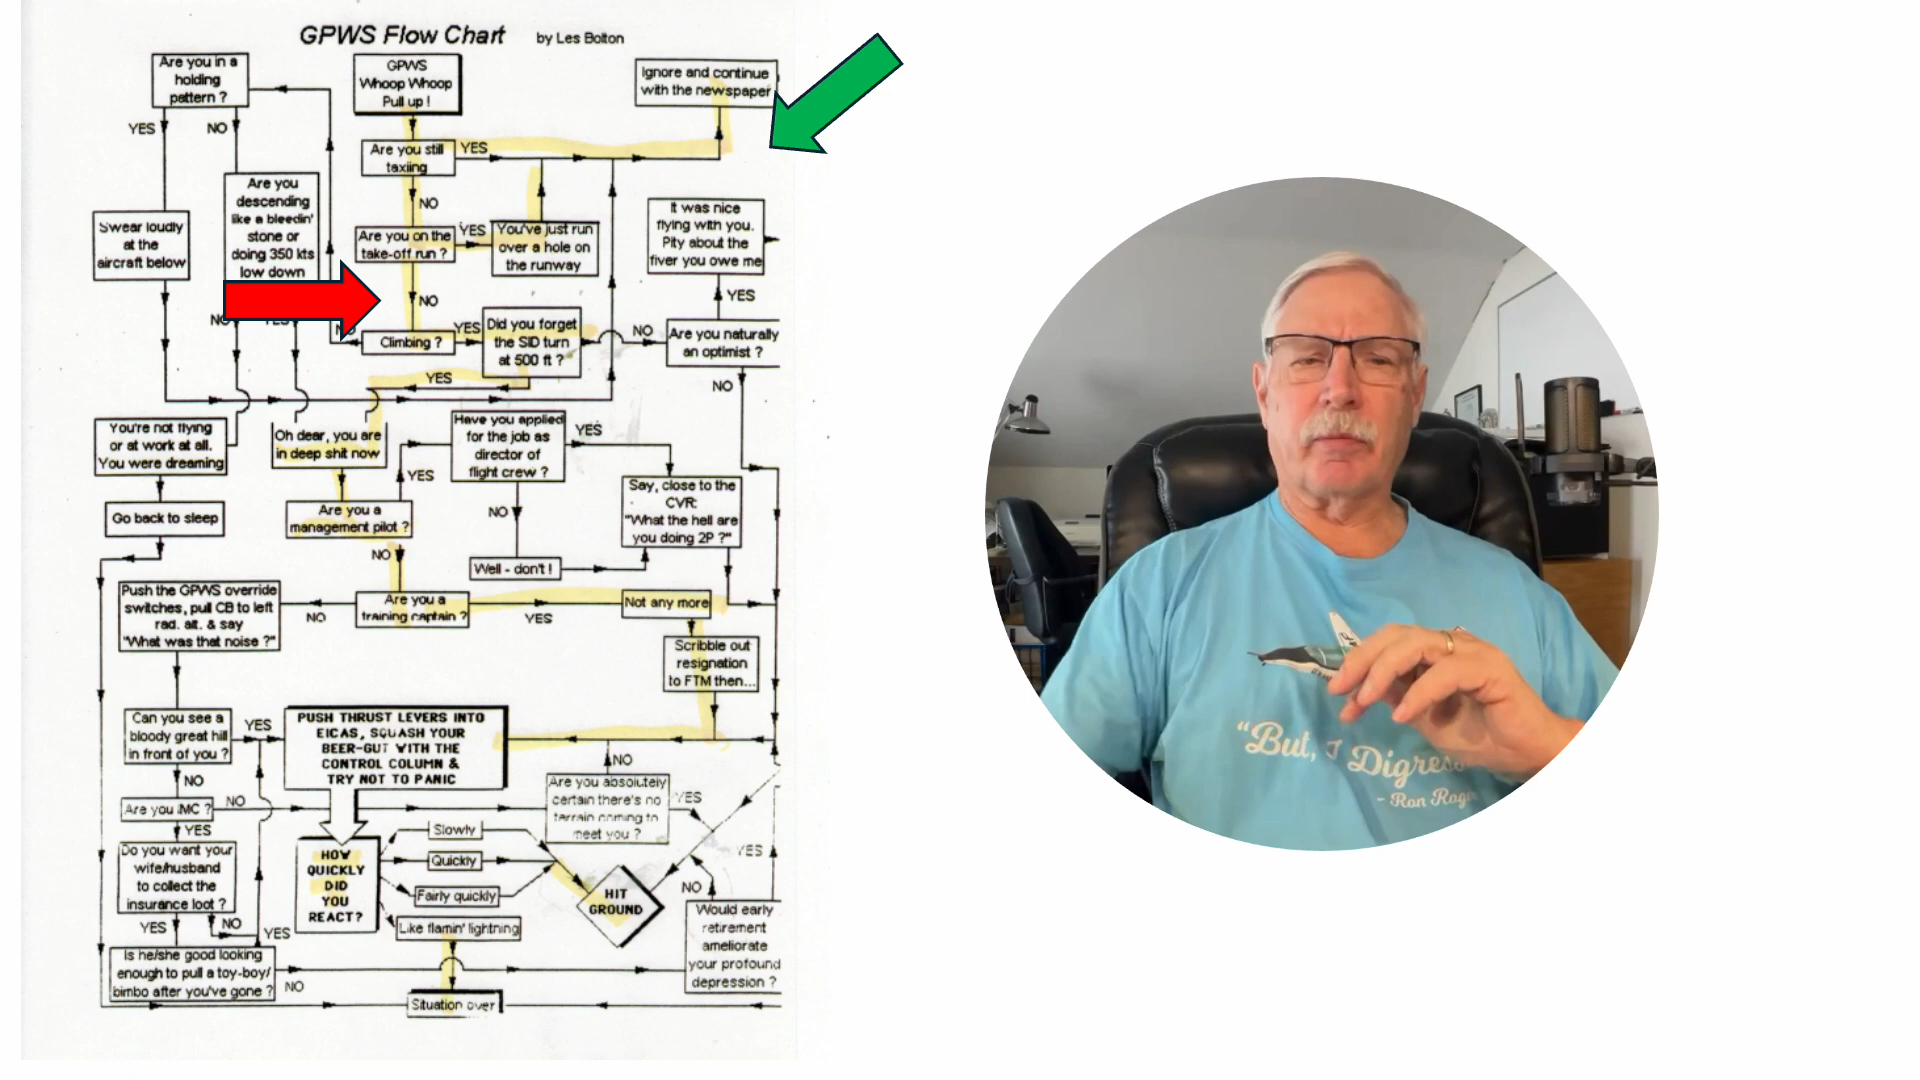 GPWS Flow Chart by Les Bolton
Are you in a
holding
pattern ?
GPWS
Whoop Whoop
Pull up !
Ignore and continue
with the newspaper
YES
NO
Are you still
taxiing
YES
NO
Are you
descending
like a bleedin'
stone or
doing 350 kts
low down
Swear loudly
at the
aircraft below
Are you on the
take-off run ?
YES
You've just run
over a hole on
the runway
It was nice
flying with you.
Pity about the
fiver you owe me
NO
YES
NO
YES
NO
Climbing ?
YES
Did you forget
the SID turn
at 500 ft ?
NO
Are you naturally
an optimist ?
YES
NO
You're not flying
or at work at all.
You were dreaming
Oh dear, you are
in deep shit now
Have you applied
for the job as
director of
flight crew ?
YES
YES
Say, close to the
CVR:
"What the hell are
you doing 2P ?"
Go back to sleep
Are you a
management pilot ?
NO
NO
Well - don't !
Push the GPWS override
switches, pull CB to left
rad. alt. & say
"What was that noise ?"
NO
Are you a
training captain ?
YES
Not any more
Scribble out
resignation
to FTM then...
Can you see a
bloody great hill
in front of you ?
YES
PUSH THRUST LEVERS INTO
EICAS, SQUASH YOUR
BEER-GUT WITH THE
CONTROL COLUMN &
TRY NOT TO PANIC
NO
NO
Are you IMC ?
NO
Are you absolutely
certain there's no
terrain coming to
meet you ?
YES
YES
Do you want your
wife/husband
to collect the
insurance loot ?
HOW
QUICKLY
DID
YOU
REACT?
Slowly
Quickly
Fairly quickly
Like flamin' lightning
HIT
GROUND
YES
NO
Would early
retirement
ameliorate
your profound
depression ?
YES
NO
YES
Is he/she good looking
enough to pull a toy-boy/
bimbo after you've gone ?
NO
Situation over
"But, I Digress
- Ron Roge